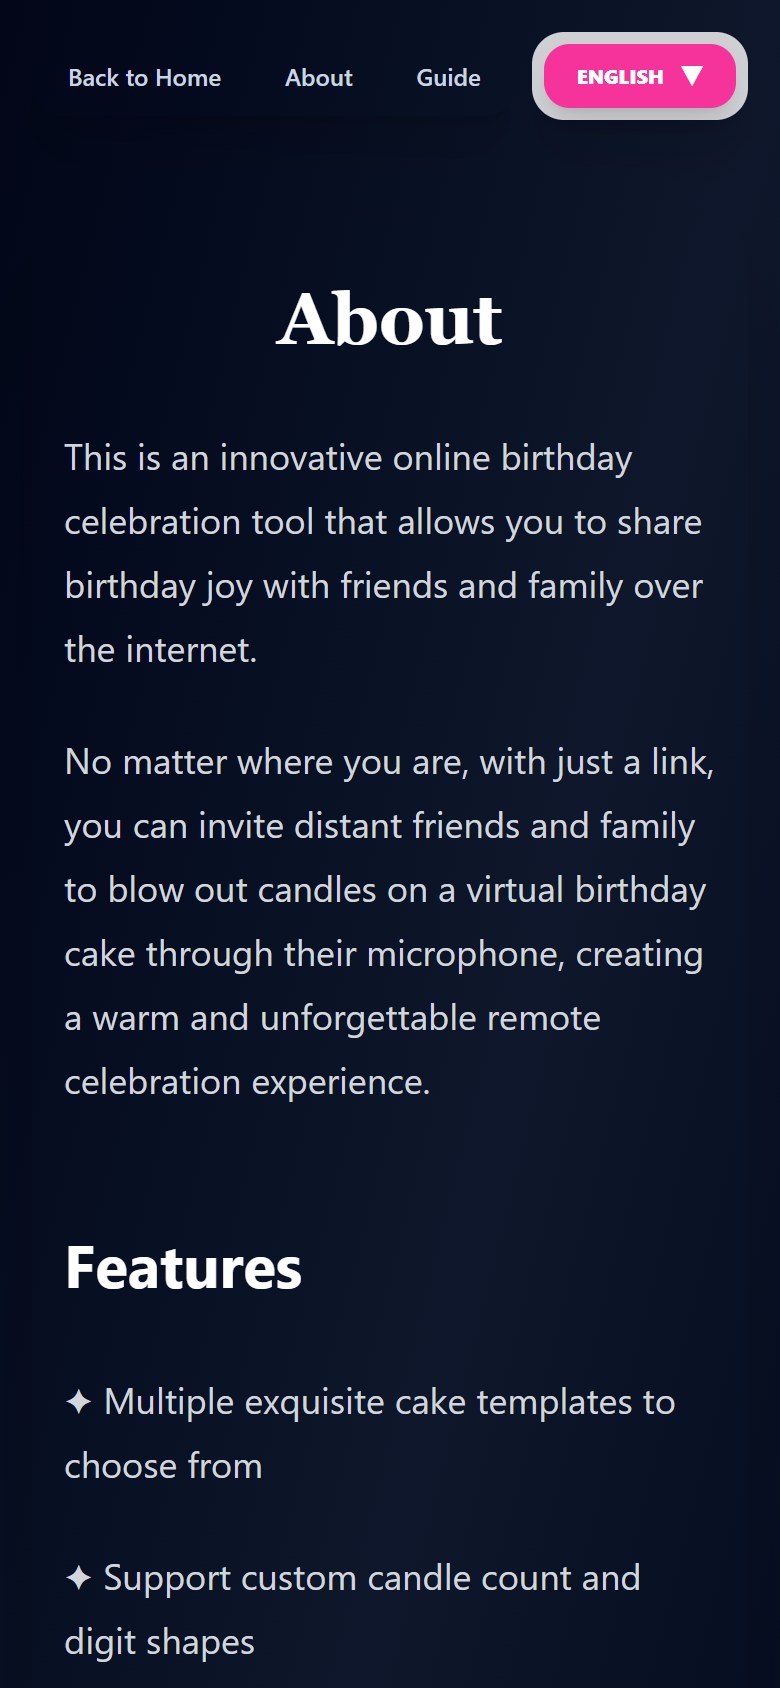 Back to Home About Guide ENGLISH ▼
About
This is an innovative online birthday
celebration tool that allows you to share
birthday joy with friends and family over
the internet.
No matter where you are, with just a link,
you can invite distant friends and family
to blow out candles on a virtual birthday
cake through their microphone, creating
a warm and unforgettable remote
celebration experience.
Features
✦ Multiple exquisite cake templates to
choose from
✦ Support custom candle count and
digit shapes